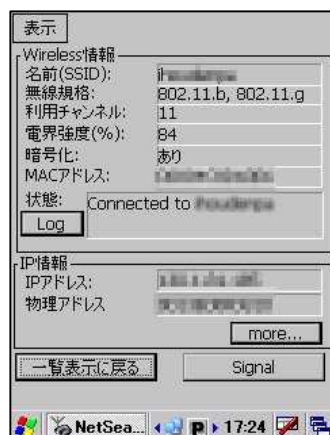 表示
Wireless情報
名前(SSID):
無線規格: 802.11.b, 802.11.g
利用チャンネル: 11
電界強度(%): 84
暗号化: あり
MACアドレス:
状態: Connected to
Log
IP情報
IPアドレス:
物理アドレス
more...
一覧表示に戻る Signal
NetSea... 17:24